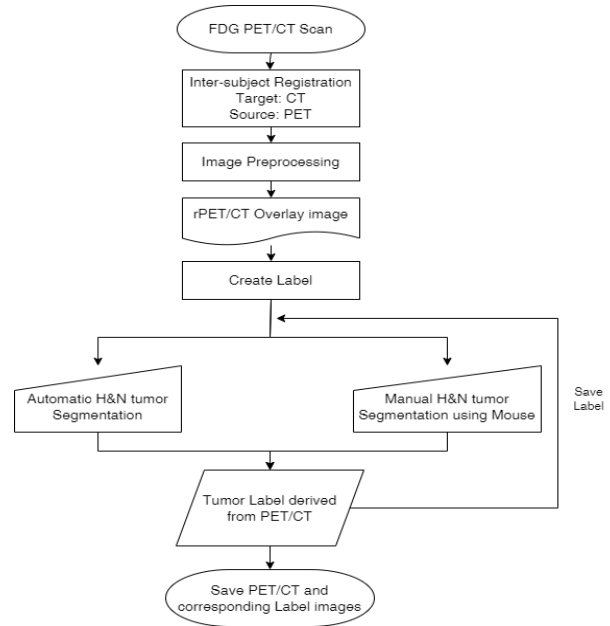 FDG PET/CT Scan
Inter-subject Registration
Target: CT
Source: PET
Image Preprocessing
rPET/CT Overlay image
Create Label
Automatic H&N tumor
Segmentation
Manual H&N tumor
Segmentation using Mouse
Save
Label
Tumor Label derived
from PET/CT
Save PET/CT and
corresponding Label images